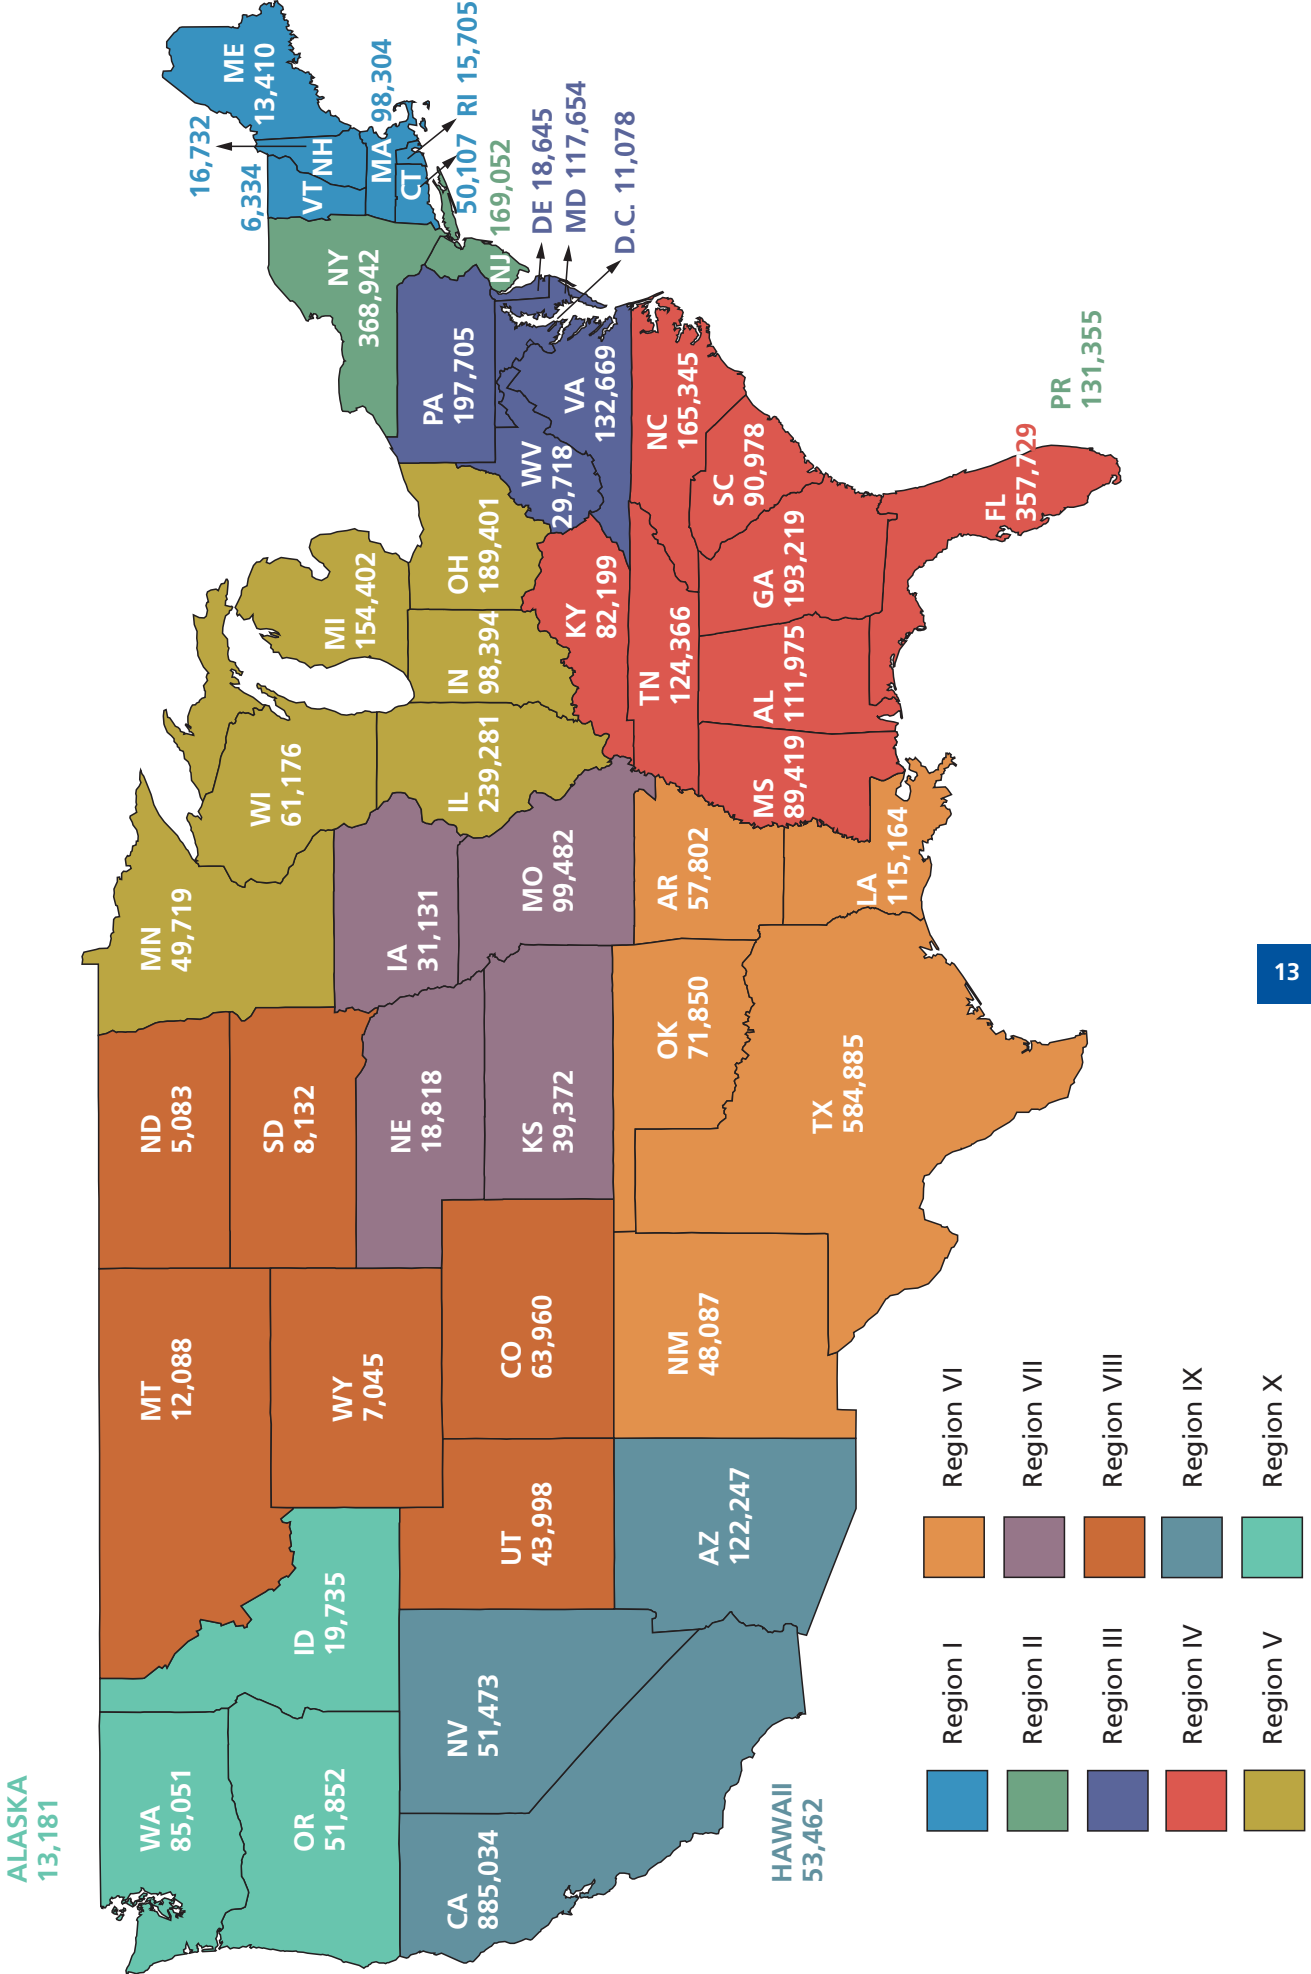 ALASKA
13,181
WA
85,051
OR
51,852
CA
885,034
HAWAII
53,462
NV
51,473
ID
19,735
MT
12,088
WY
7,045
UT
43,998
AZ
122,247
CO
63,960
NM
48,087
ND
5,083
SD
8,132
NE
18,818
KS
39,372
OK
71,850
TX
584,885
MN
49,719
IA
31,131
MO
99,482
AR
57,802
LA
115,164
WI
61,176
IL
239,281
MI
154,402
IN
98,394
OH
189,401
KY
82,199
TN
124,366
MS
89,419
AL
111,975
GA
193,219
FL
357,729
SC
90,978
NC
165,345
VA
132,669
WV
29,718
PA
197,705
NY
368,942
NJ
169,052
DE 18,645
MD 117,654
D.C. 11,078
VT
6,334
NH
16,732
ME
13,410
MA
98,304
CT
50,107
RI 15,705
PR
131,355
Region I
Region II
Region III
Region IV
Region V
Region VI
Region VII
Region VIII
Region IX
Region X
13